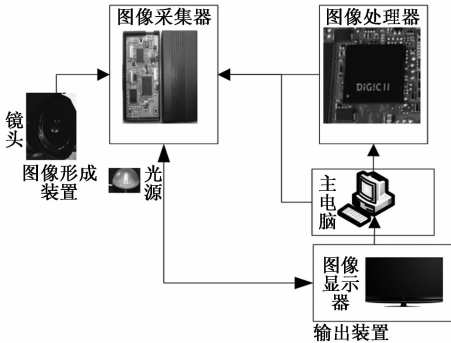 图像采集器
图像处理器
DIGIC II
镜头
图像形成
装置
光源
主电脑
图像
显示
器
输出装置